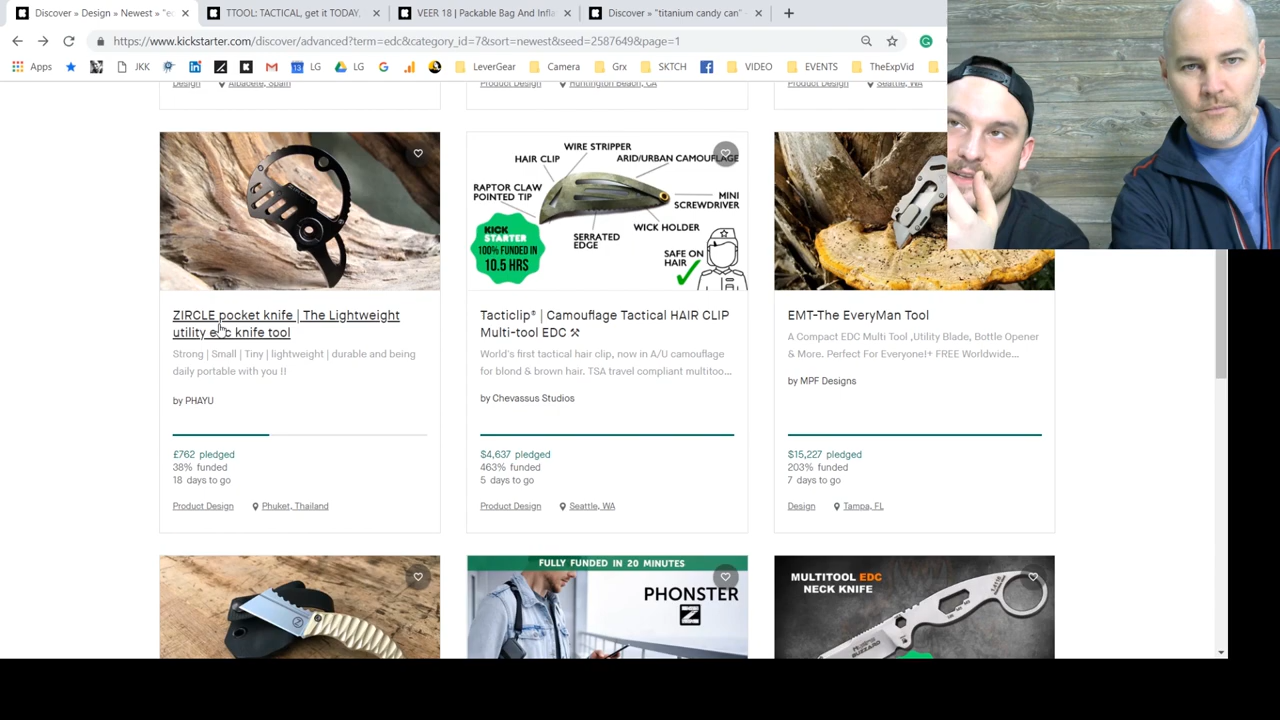 Discover » Design » Newest » "e
TTOOL: TACTICAL, get it TODAY,
VEER 18 | Packable Bag And Infla
Discover » "titanium candy can" -
https://www.kickstarter.com/discover/advanced?term=edc&category_id=7&sort=newest&seed=2587649&page=1
Apps
JKK
LG
LG
LeverGear
Camera
Grx
SKTCH
VIDEO
EVENTS
TheExpVid
Design
Albacete, Spain
Product Design
Huntington Beach, CA
Product Design
Seattle, WA
HAIR CLIP
WIRE STRIPPER
ARID/URBAN CAMOUFLAGE
RAPTOR CLAW
POINTED TIP
MINI
SCREWDRIVER
WICK HOLDER
SERRATED
EDGE
KICK
STARTER
100% FUNDED IN
10.5 HRS
SAFE ON
HAIR
ZIRCLE pocket knife | The Lightweight
utility edc knife tool
Strong | Small | Tiny | lightweight | durable and being
daily portable with you !!
by PHAYU
£762 pledged
38% funded
18 days to go
Product Design
Phuket, Thailand
Tacticlip® | Camouflage Tactical HAIR CLIP
Multi-tool EDC ⚒
World's first tactical hair clip, now in A/U camouflage
for blond & brown hair. TSA travel compliant multitoo...
by Chevassus Studios
$4,637 pledged
463% funded
5 days to go
Product Design
Seattle, WA
EMT-The EveryMan Tool
A Compact EDC Multi Tool ,Utility Blade, Bottle Opener
& More. Perfect For Everyone!+ FREE Worldwide...
by MPF Designs
$15,227 pledged
203% funded
7 days to go
Design
Tampa, FL
FULLY FUNDED IN 20 MINUTES
PHONSTER
Z
MULTITOOL EDC
NECK KNIFE